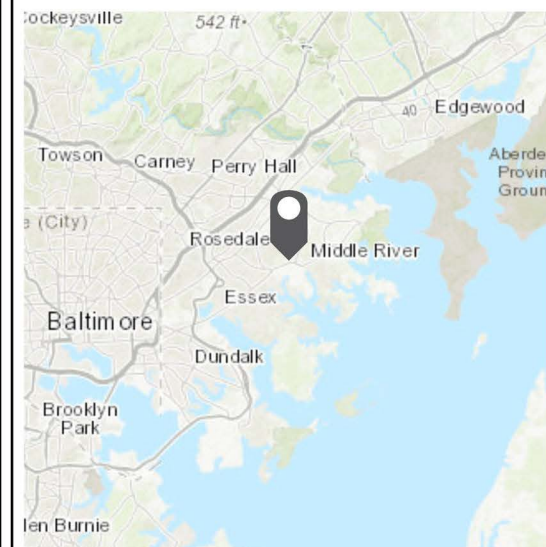 Cockeysville
542 ft
40
Edgewood
Towson
Carney
Perry Hall
Aberde
Provin
Groun
e (City)
Rosedale
Middle River
Essex
Baltimore
Dundalk
Brooklyn
Park
len Burnie